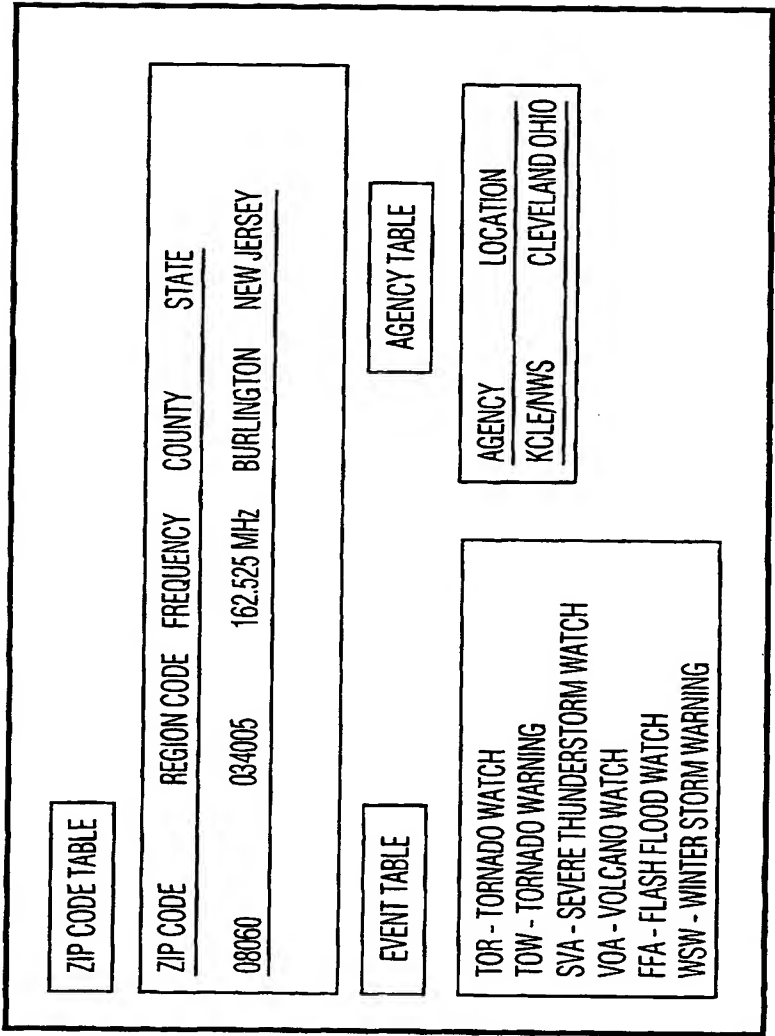 ZIP CODE TABLE
ZIP CODE REGION CODE FREQUENCY COUNTY STATE
08060 034005 162.525 MHz BURLINGTON NEW JERSEY
EVENT TABLE
TOR - TORNADO WATCH
TOW - TORNADO WARNING
SVA - SEVERE THUNDERSTORM WATCH
VOA - VOLCANO WATCH
FFA - FLASH FLOOD WATCH
WSW - WINTER STORM WARNING
AGENCY TABLE
AGENCY LOCATION
KCLE/NWS CLEVELAND OHIO